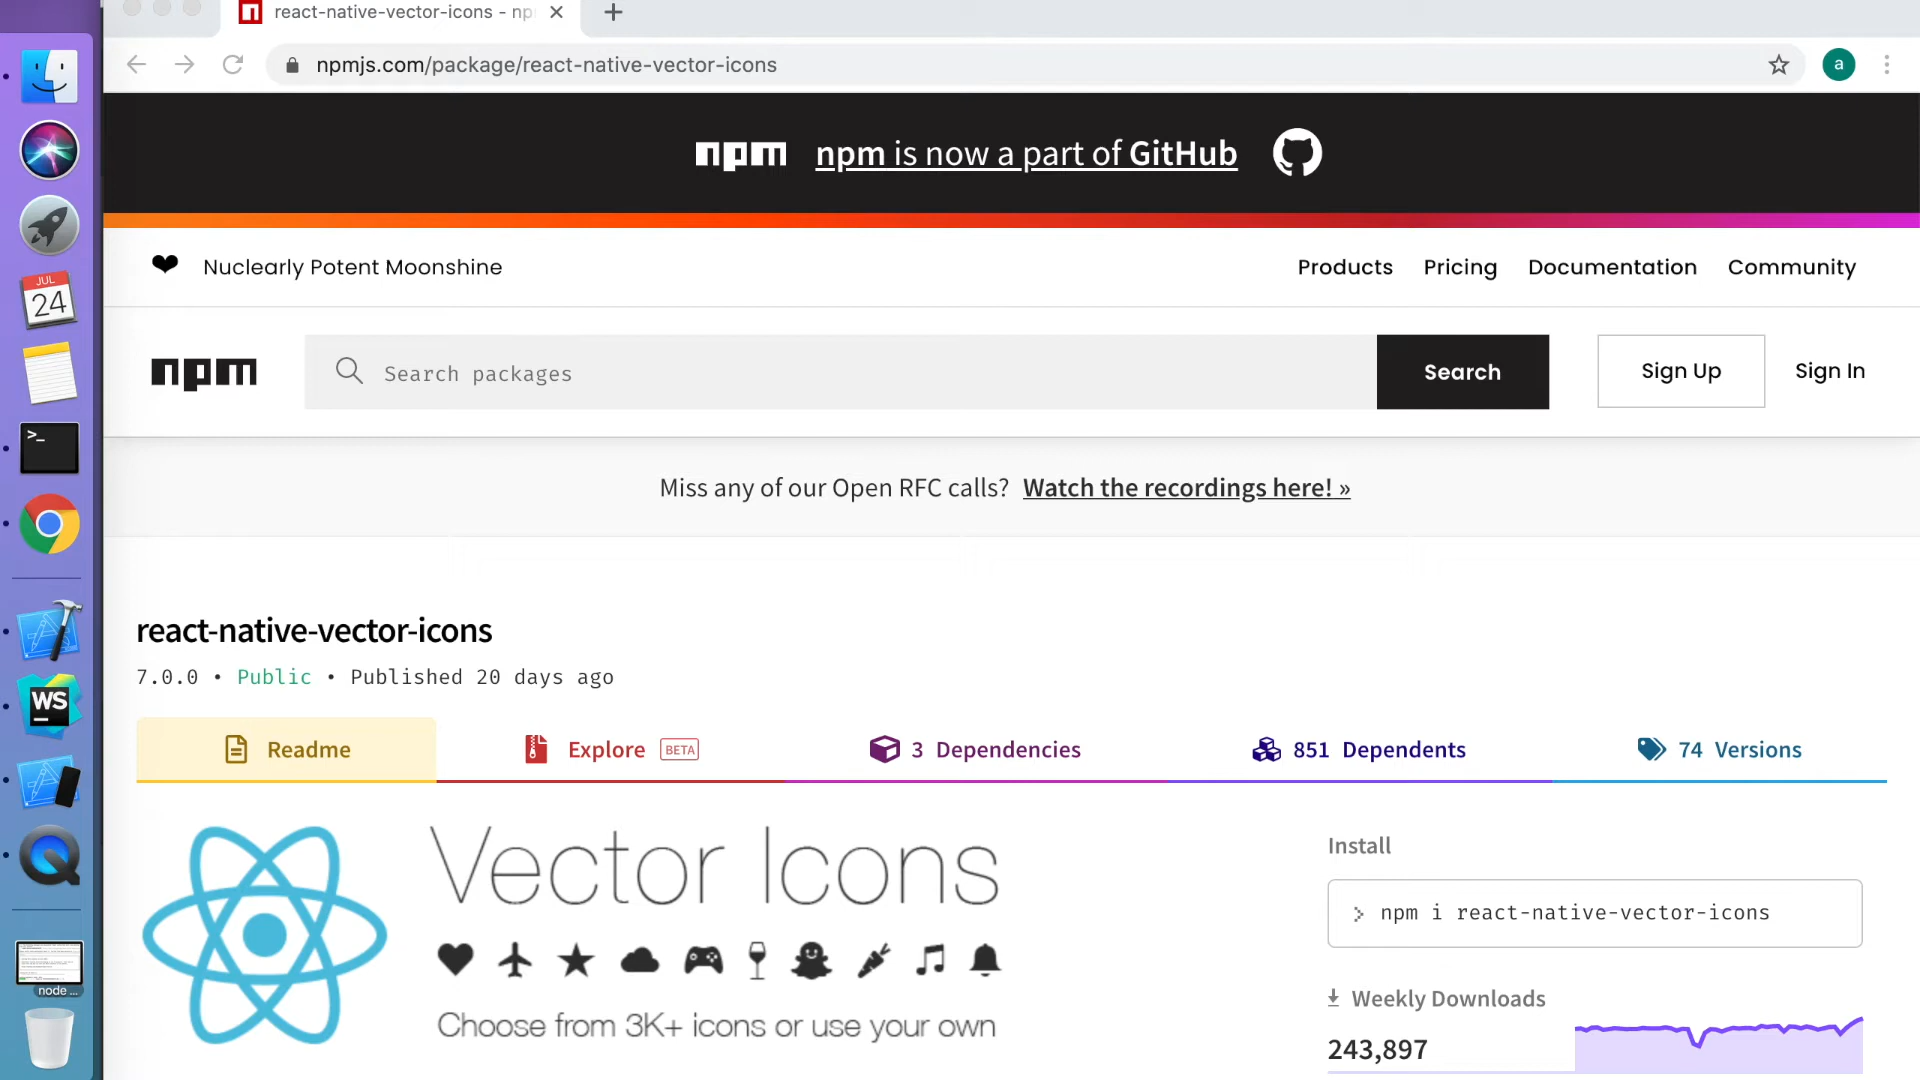 react-native-vector-icons - np
npmjs.com/package/react-native-vector-icons
a
npm npm is now a part of GitHub
Nuclearly Potent Moonshine
Products Pricing Documentation Community
npm Search packages Search Sign Up Sign In
Miss any of our Open RFC calls? Watch the recordings here! »
react-native-vector-icons
7.0.0 • Public • Published 20 days ago
Readme Explore BETA 3 Dependencies 851 Dependents 74 Versions
Vector Icons
Choose from 3K+ icons or use your own
Install
> npm i react-native-vector-icons
Weekly Downloads
243,897
JUL
24
>_
WS
node ...